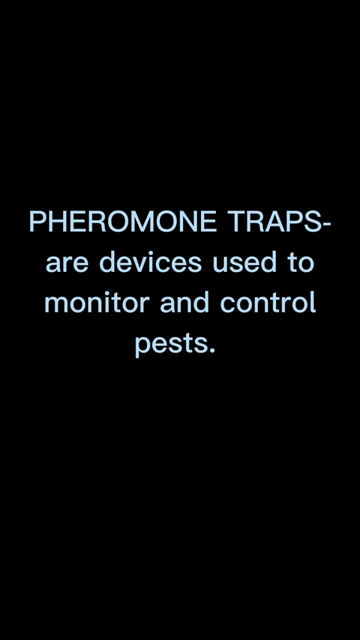 PHEROMONE TRAPS-
are devices used to
monitor and control
pests.